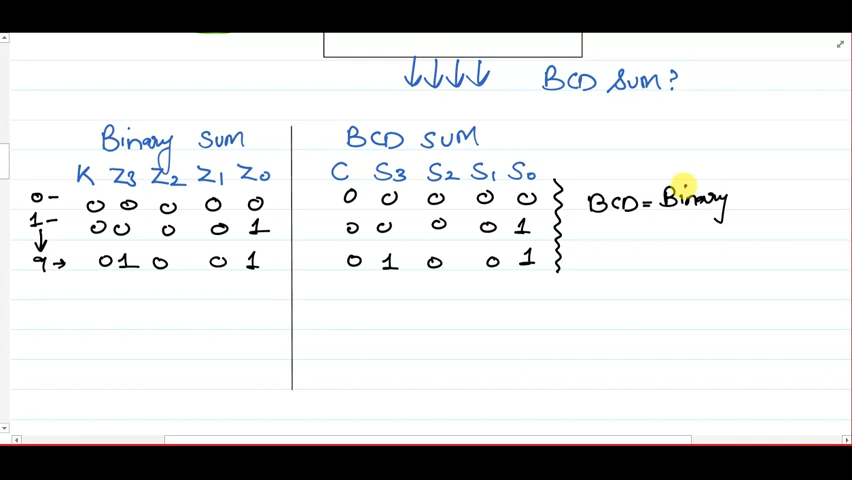 BCD Sum?
Binary Sum BCD SUM
K Z3 Z2 Z1 Z0 C S3 S2 S1 S0
0- 0 0 0 0 0 0 0 0 0 0 BCD = Binary
1- 0 0 0 0 1 0 0 0 0 1
9→ 0 1 0 0 1 0 1 0 0 1